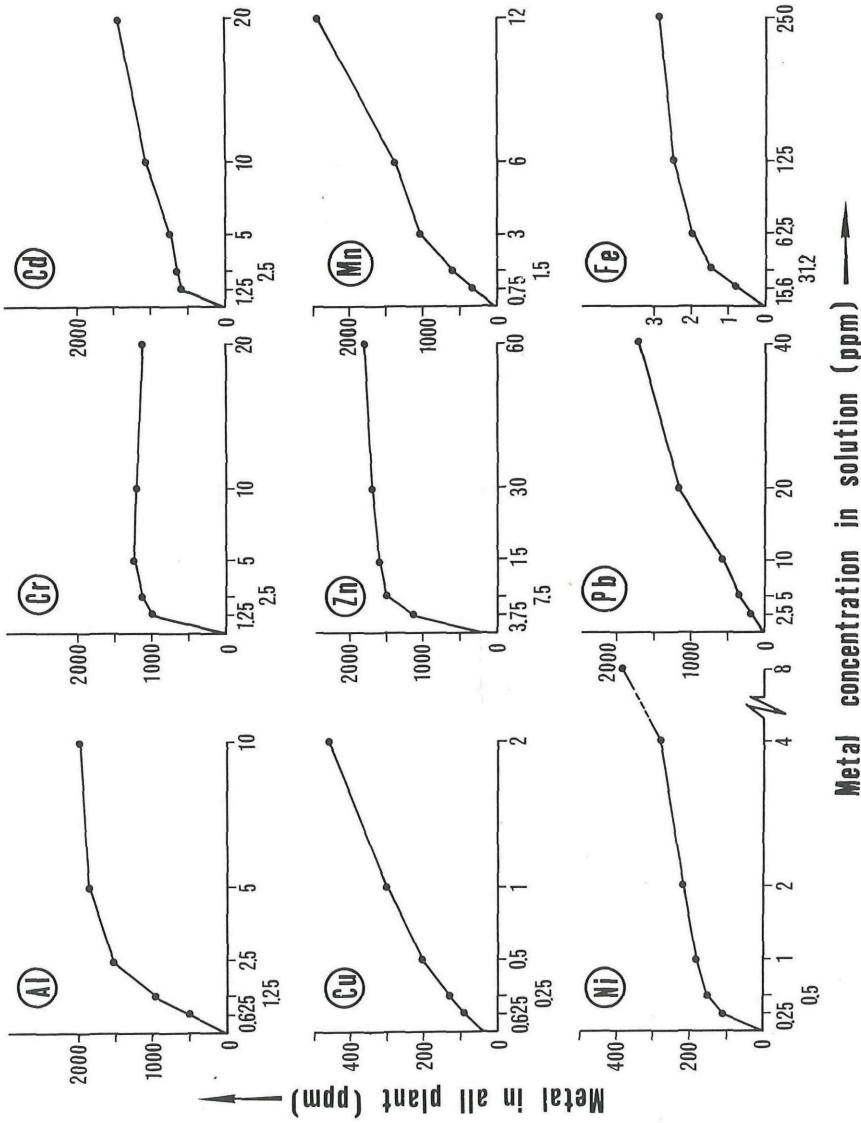 Metal in all plant (ppm)
Al
2000
1000
0
0.625 2.5 5 10
1.25
Cr
2000
1000
0
1.25 5 10 20
2.5
Cd
2000
1000
0
1.25 5 10 20
2.5
Cu
400
200
0
0.625 0.5 1 2
0.25
Zn
2000
1000
0
3.75 15 30 60
7.5
Mn
2000
1000
0
0.75 3 6 12
1.5
Ni
400
200
0
0.25 1 2 4 8
0.5
Pb
2000
1000
0
2.5 5 10 20 40
Fe
3
2
1
0
15.6 62.5 125 250
31.2
Metal concentration in solution (ppm)